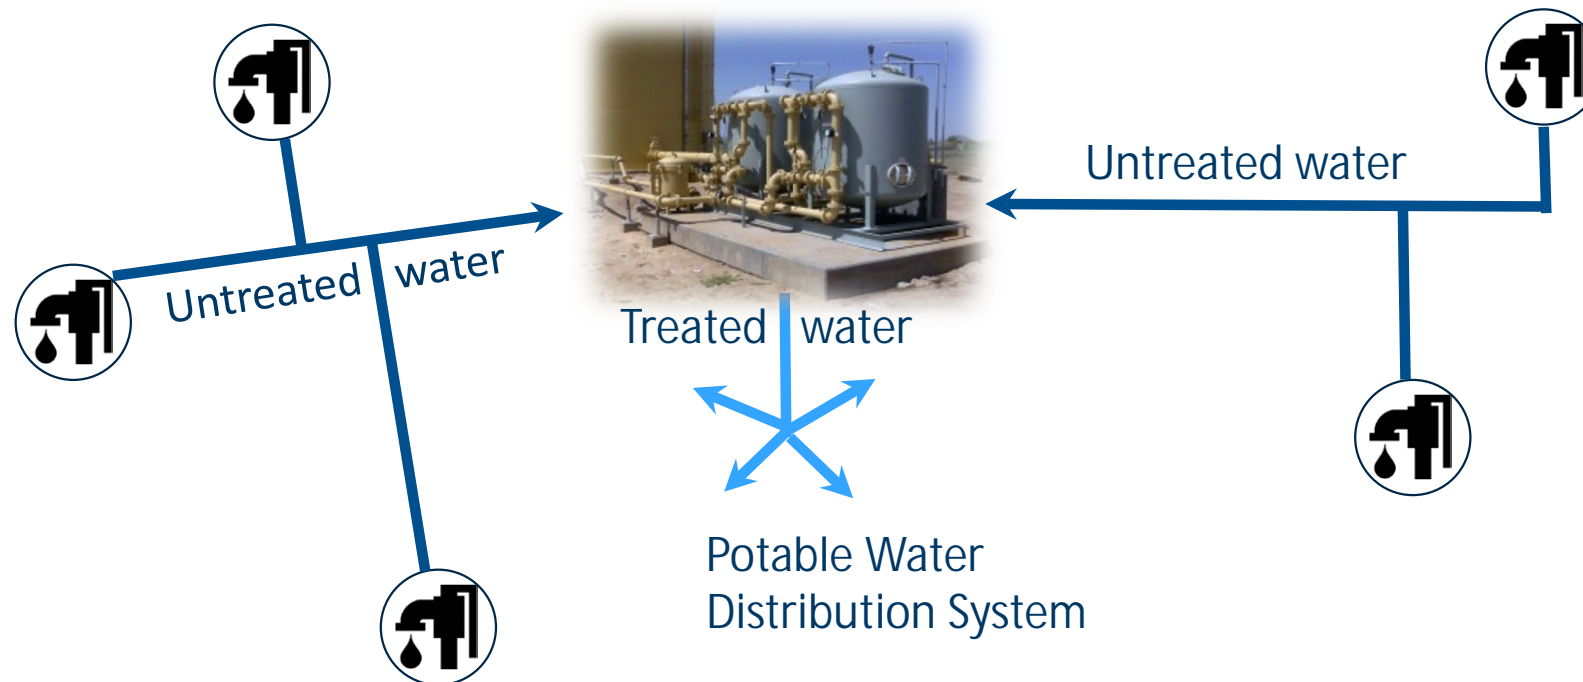 Untreated water
Untreated water
Treated water
Potable Water
Distribution System